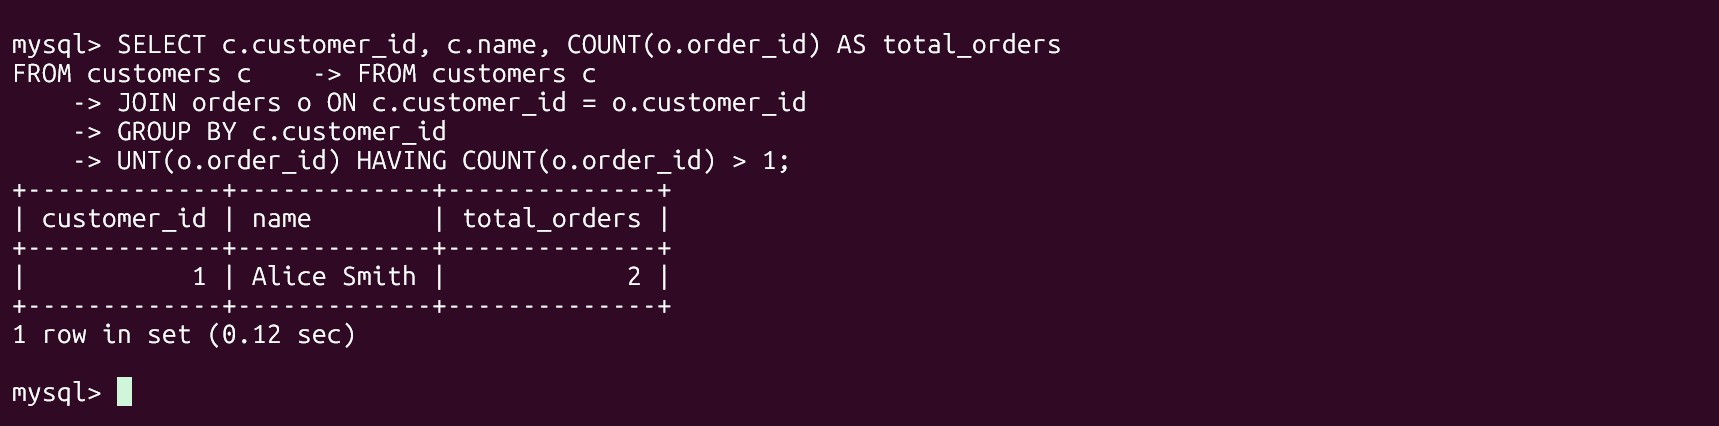 mysql> SELECT c.customer_id, c.name, COUNT(o.order_id) AS total_orders
FROM customers c    -> FROM customers c
    -> JOIN orders o ON c.customer_id = o.customer_id
    -> GROUP BY c.customer_id
    -> UNT(o.order_id) HAVING COUNT(o.order_id) > 1;
+-------------+-------------+--------------+
| customer_id | name        | total_orders |
+-------------+-------------+--------------+
|           1 | Alice Smith |            2 |
+-------------+-------------+--------------+
1 row in set (0.12 sec)

mysql>